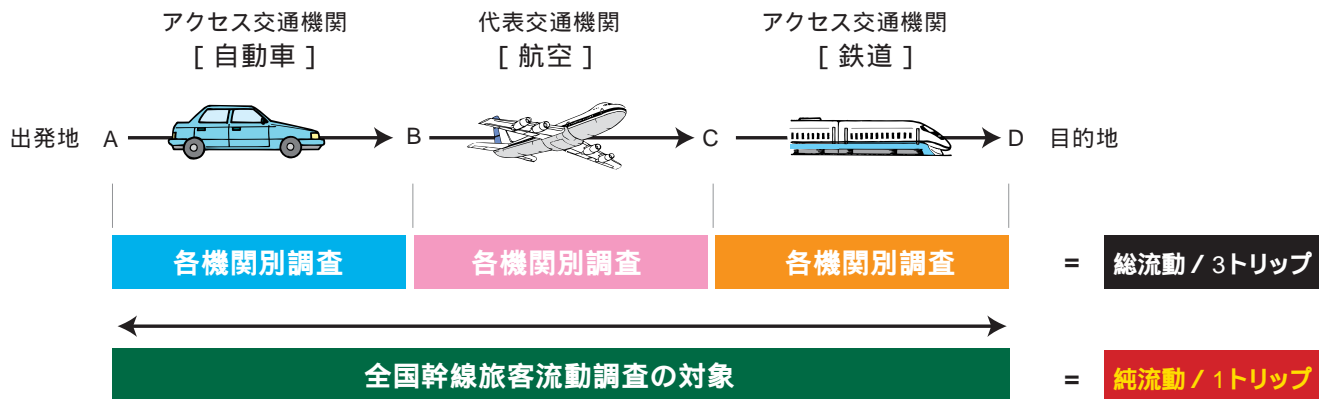 アクセス交通機関 代表交通機関 アクセス交通機関
[ 自動車 ] [ 航空 ] [ 鉄道 ]
出発地 A B C D 目的地
各機関別調査 各機関別調査 各機関別調査 = 総流動 / 3トリップ
全国幹線旅客流動調査の対象 = 純流動 / 1トリップ